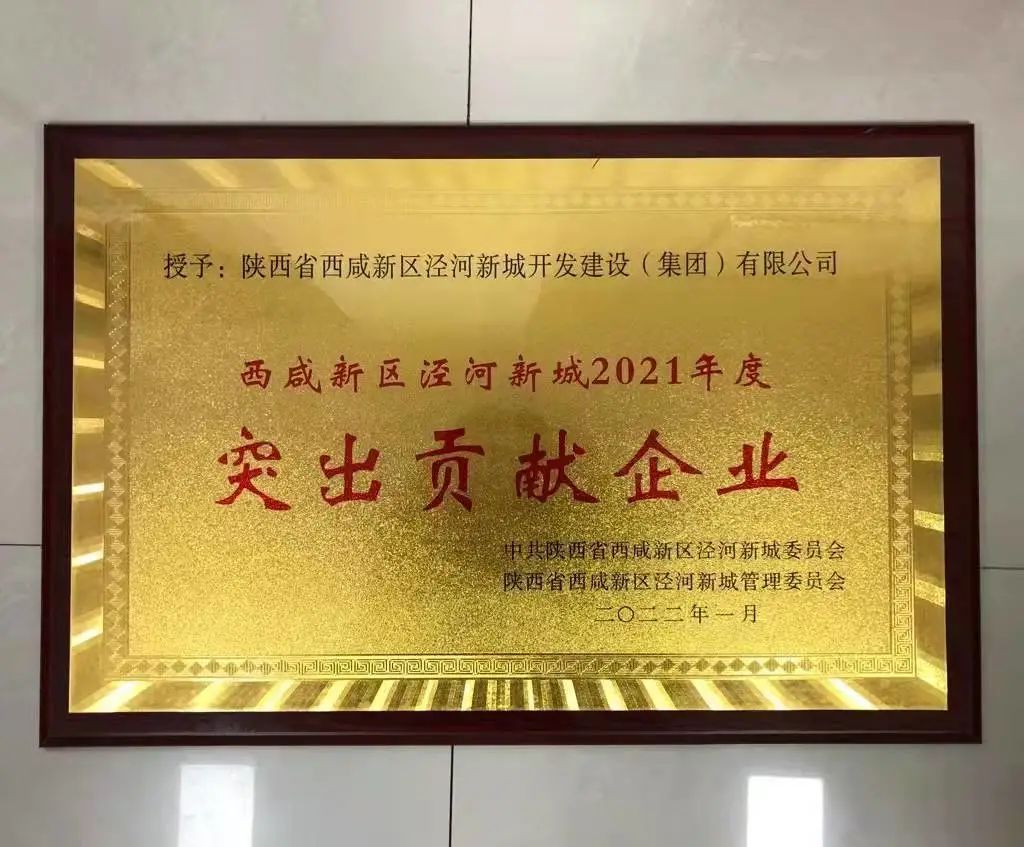 授予：陕西省西咸新区泾河新城开发建设（集团）有限公司
西咸新区泾河新城2021年度
突出贡献企业
中共陕西省西咸新区泾河新城委员会
陕西省西咸新区泾河新城管理委员会
二〇二二年一月